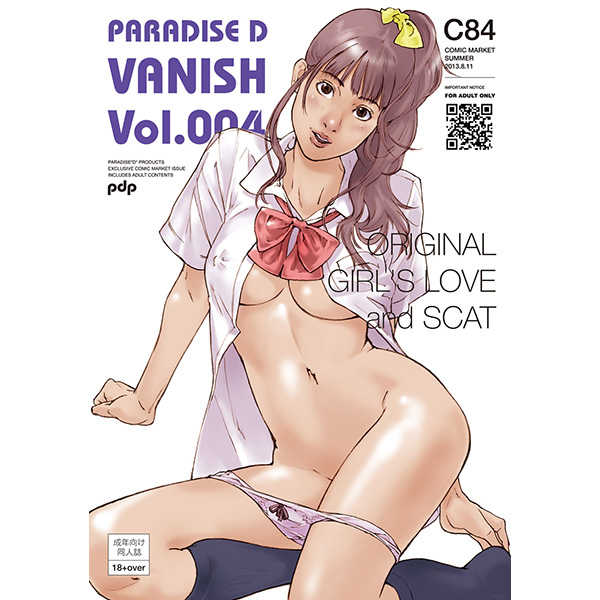 PARADISE D
VANISH
Vol.004
PARADISE"D" PRODUCTS
EXCLUSIVE COMIC MARKET ISSUE
INCLUDES ADULT CONTENTS
pdp
C84
COMIC MARKET
SUMMER
2013.8.11
IMPORTANT NOTICE
FOR ADULT ONLY
ORIGINAL
GIRL'S LOVE
and SCAT
成年向け
同人誌
18+over